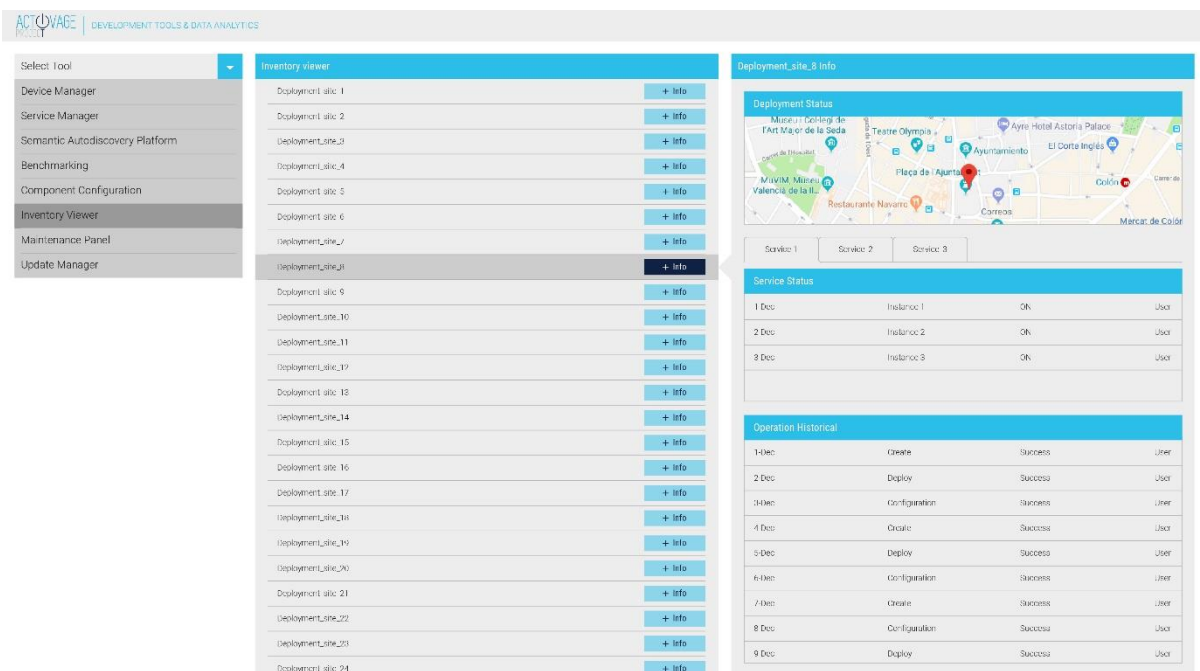 ACTIVAGE PROJECT | DEVELOPMENT TOOLS & DATA ANALYTICS
Select Tool
Device Manager
Service Manager
Semantic Autodiscovery Platform
Benchmarking
Component Configuration
Inventory Viewer
Maintenance Panel
Update Manager
Inventory viewer
Deployment_site_1 + Info
Deployment_site_2 + Info
Deployment_site_3 + Info
Deployment_site_4 + Info
Deployment_site_5 + Info
Deployment_site_6 + Info
Deployment_site_7 + Info
Deployment_site_8 + Info
Deployment_site_9 + Info
Deployment_site_10 + Info
Deployment_site_11 + Info
Deployment_site_12 + Info
Deployment_site_13 + Info
Deployment_site_14 + Info
Deployment_site_15 + Info
Deployment_site_16 + Info
Deployment_site_17 + Info
Deployment_site_18 + Info
Deployment_site_19 + Info
Deployment_site_20 + Info
Deployment_site_21 + Info
Deployment_site_22 + Info
Deployment_site_23 + Info
Deployment_site_24 + Info
Deployment_site_8 Info
Deployment Status
Museu i Col·legi de
l'Art Major de la Seda
Teatre Olympia
Ayre Hotel Astoria Palace
Ayuntamiento
El Corte Inglés
Plaça de l'Ajunta
MuVIM, Museu
Valencià de la Il...
Colón
Restaurante Navarro
Correos
Mercat de Colón
Service 1 Service 2 Service 3
Service Status
1 Dec Instance 1 ON User
2 Dec Instance 2 ON User
3 Dec Instance 3 ON User
Operation Historical
1-Dec Create Success User
2-Dec Deploy Success User
3-Dec Configuration Success User
4 Dec Create Success User
5-Dec Deploy Success User
6-Dec Configuration Success User
7-Dec Create Success User
8 Dec Configuration Success User
9 Dec Deploy Success User